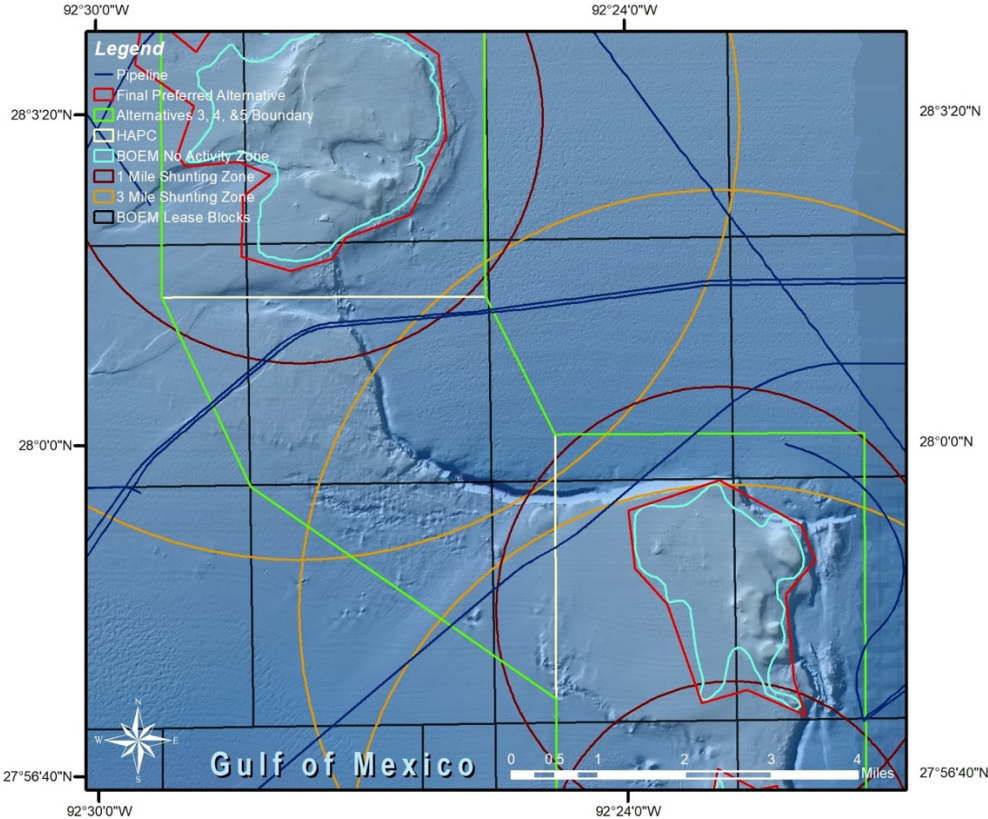 92°30'0"W 92°24'0"W
Legend
Pipeline
Final Preferred Alternative
Alternatives 3, 4, &5 Boundary
HAPC
BOEM No Activity Zone
1 Mile Shunting Zone
3 Mile Shunting Zone
BOEM Lease Blocks
28°3'20"N 28°3'20"N
28°0'0"N 28°0'0"N
N
W E
S
Gulf of Mexico
0 0.5 1 2 3 4
Miles
27°56'40"N 27°56'40"N
92°30'0"W 92°24'0"W